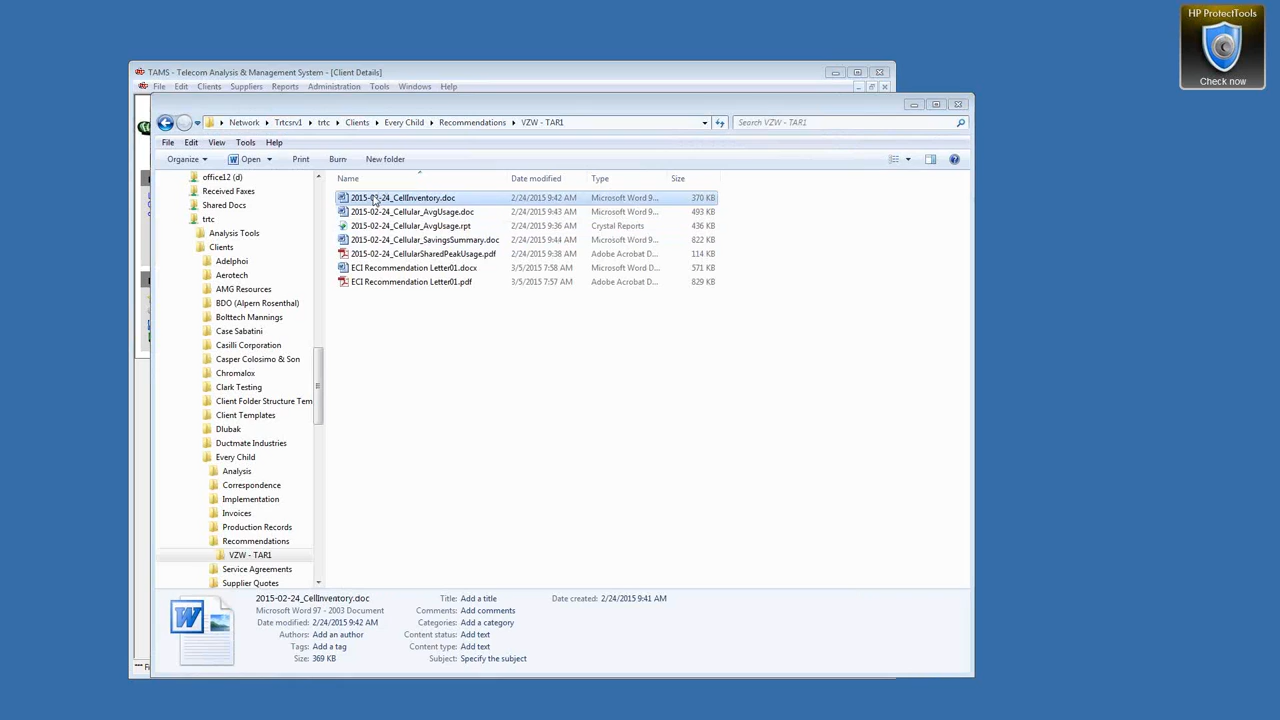 HP ProtectTools
Check now
TAMS - Telecom Analysis & Management System - [Client Details]
File Edit Clients Suppliers Reports Administration Tools Windows Help
Network Trtcsrv1 trtc Clients Every Child Recommendations VZW - TAR1
Search VZW - TAR1
File Edit View Tools Help
Organize Open Print Burn New folder
Name Date modified Type Size
2015-02-24_CellInventory.doc 2/24/2015 9:42 AM Microsoft Word 9... 370 KB
2015-02-24_Cellular_AvgUsage.doc 2/24/2015 9:43 AM Microsoft Word 9... 493 KB
2015-02-24_Cellular_AvgUsage.rpt 2/24/2015 9:36 AM Crystal Reports 436 KB
2015-02-24_Cellular_SavingsSummary.doc 2/24/2015 9:44 AM Microsoft Word 9... 822 KB
2015-02-24_CellularSharedPeakUsage.pdf 2/24/2015 9:38 AM Adobe Acrobat D... 114 KB
ECI Recommendation Letter01.docx 3/5/2015 7:58 AM Microsoft Word D... 571 KB
ECI Recommendation Letter01.pdf 3/5/2015 7:57 AM Adobe Acrobat D... 829 KB
office12 (d)
Received Faxes
Shared Docs
trtc
Analysis Tools
Clients
Adelphoi
Aerotech
AMG Resources
BDO (Alpern Rosenthal)
Bolttech Mannings
Case Sabatini
Casilli Corporation
Casper Colosimo & Son
Chromalox
Clark Testing
Client Folder Structure Tem
Client Templates
Dlubak
Ductmate Industries
Every Child
Analysis
Correspondence
Implementation
Invoices
Production Records
Recommendations
VZW - TAR1
Service Agreements
Supplier Quotes
2015-02-24_CellInventory.doc
Microsoft Word 97 - 2003 Document
Date modified: 2/24/2015 9:42 AM
Authors: Add an author
Tags: Add a tag
Size: 369 KB
Title: Add a title
Comments: Add comments
Categories: Add a category
Content status: Add text
Content type: Add text
Subject: Specify the subject
Date created: 2/24/2015 9:41 AM